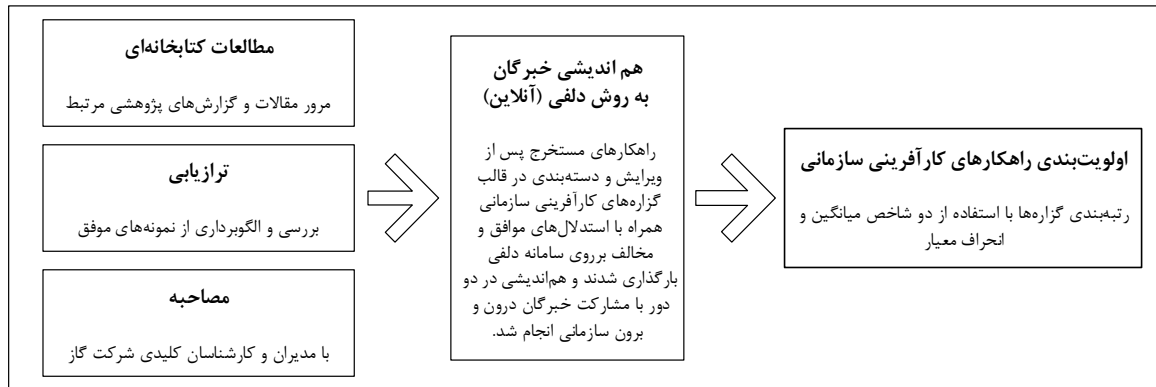 مطالعات کتابخانه‌ای
مرور مقالات و گزارش‌های پژوهشی مرتبط
ترازیابی
بررسی و الگوبرداری از نمونه‌های موفق
مصاحبه
با مدیران و کارشناسان کلیدی شرکت گاز
هم اندیشی خبرگان
به روش دلفی (آنلاین)
راهکارهای مستخرج پس از
ویرایش و دسته‌بندی در قالب
گزاره‌های کارآفرینی سازمانی
همراه با استدلال‌های موافق و
مخالف برروی سامانه دلفی
بارگذاری شدند و هم‌اندیشی در دو
دور با مشارکت خبرگان درون و
برون سازمانی انجام شد.
اولویت‌بندی راهکارهای کارآفرینی سازمانی
رتبه‌بندی گزاره‌ها با استفاده از دو شاخص میانگین و
انحراف معیار